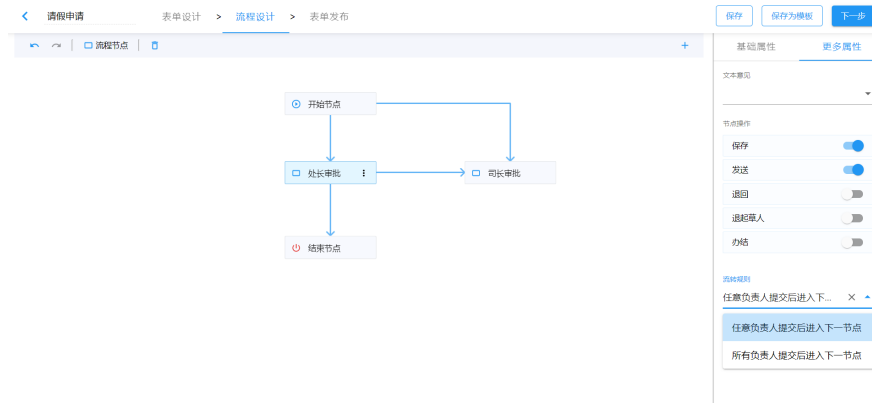 请假申请
表单设计 > 流程设计 > 表单发布
保存 保存为模板 下一步
流程节点
基础属性 更多属性
开始节点
处长审批
司长审批
结束节点
文本意见
节点操作
保存
发送
退回
退起草人
办结
流转规则
任意负责人提交后进入下...
任意负责人提交后进入下一节点
所有负责人提交后进入下一节点